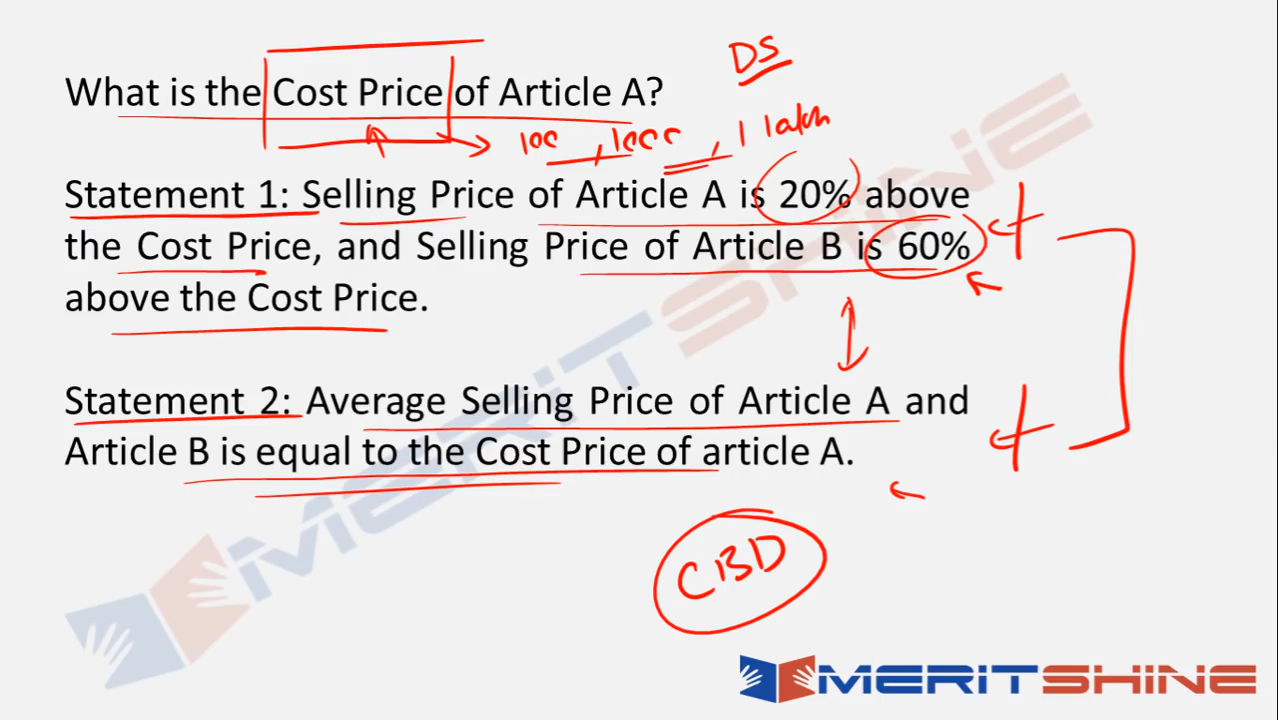 DS
What is the Cost Price of Article A?
100, 1000, 1 lakh
Statement 1: Selling Price of Article A is 20% above
the Cost Price, and Selling Price of Article B is 60%
above the Cost Price.
Statement 2: Average Selling Price of Article A and
Article B is equal to the Cost Price of article A.
CBD
MERITSHINE
MERITSHINE